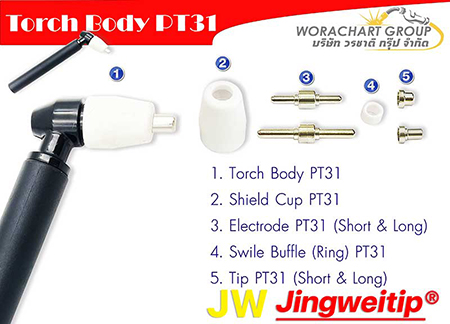 Torch Body PT31
WORACHART GROUP
บริษัท วรชาติ กรุ๊ป จำกัด
1
2
3
4
5
1. Torch Body PT31
2. Shield Cup PT31
3. Electrode PT31 (Short & Long)
4. Swile Buffle (Ring) PT31
5. Tip PT31 (Short & Long)
JW Jingweitip®